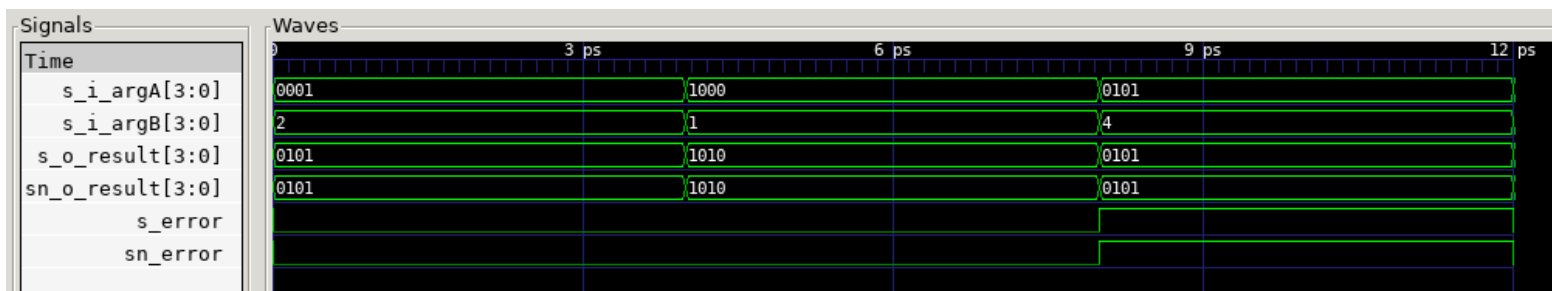 Signals Waves
Time 0 3 ps 6 ps 9 ps 12 ps
s_i_argA[3:0] 0001 1000 0101
s_i_argB[3:0] 2 1 4
s_o_result[3:0] 0101 1010 0101
sn_o_result[3:0] 0101 1010 0101
s_error
sn_error